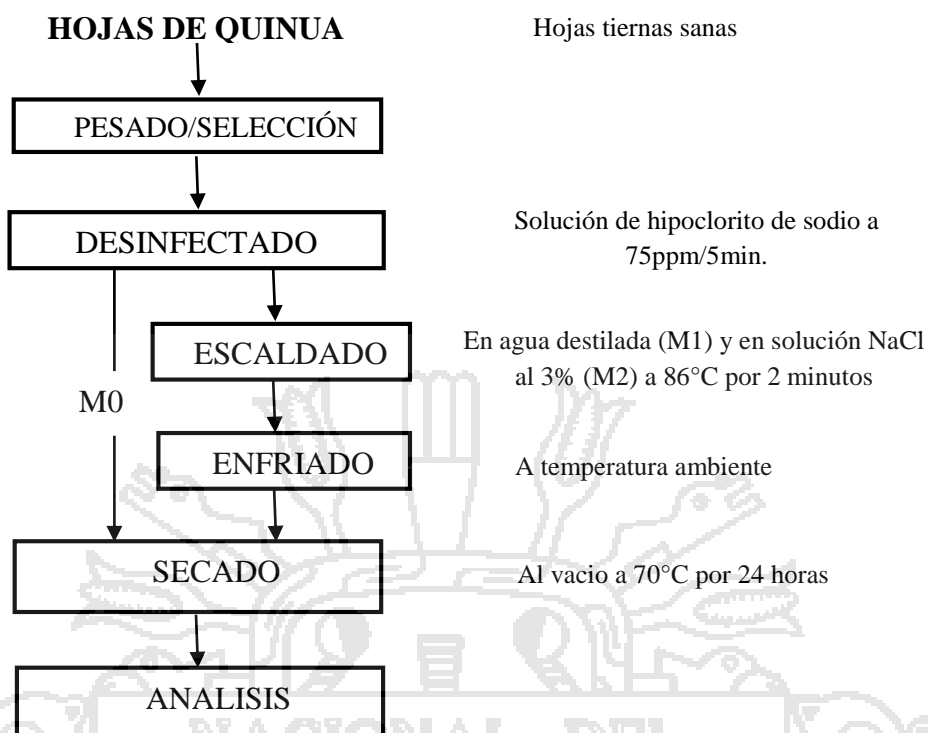 HOJAS DE QUINUA
Hojas tiernas sanas
PESADO/SELECCIÓN
DESINFECTADO
Solución de hipoclorito de sodio a
75ppm/5min.
ESCALDADO
En agua destilada (M1) y en solución NaCl
al 3% (M2) a 86°C por 2 minutos
M0
ENFRIADO
A temperatura ambiente
SECADO
Al vacio a 70°C por 24 horas
ANALISIS
NACIONAL DEL